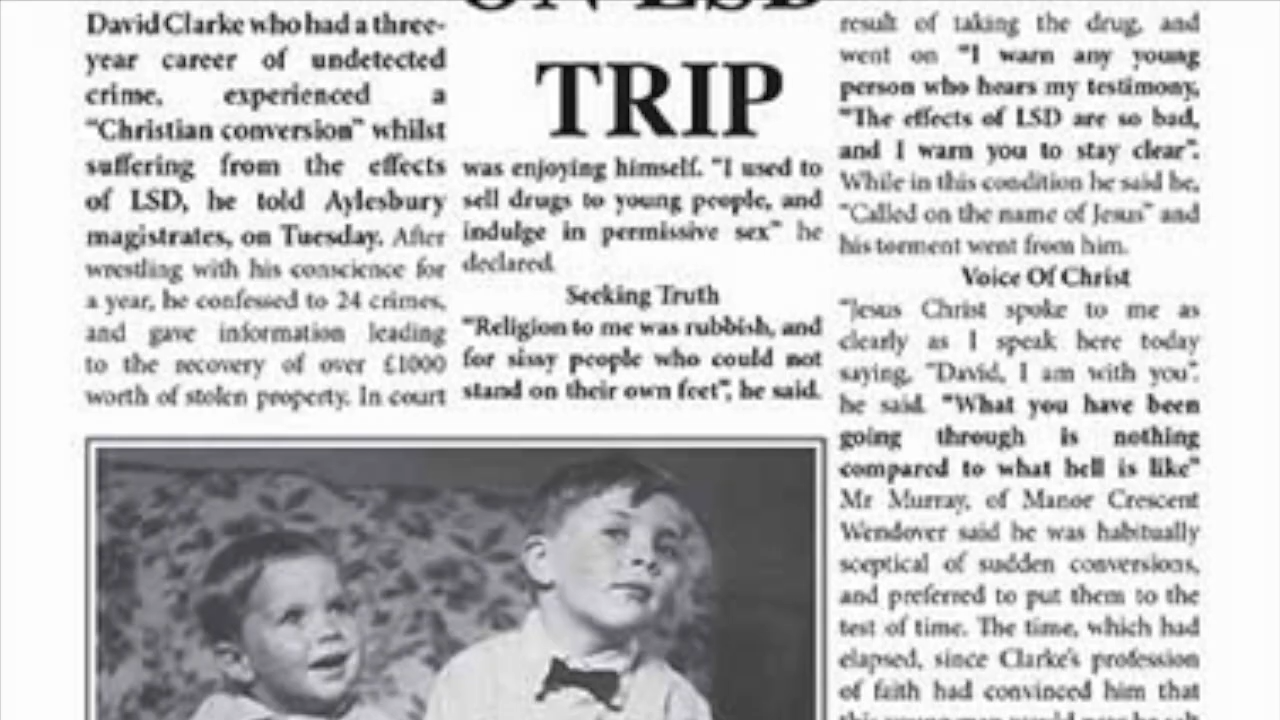 David Clarke who had a three-
year career of undetected
crime, experienced a
"Christian conversion" whilst
suffering from the effects
of LSD, he told Aylesbury
magistrates, on Tuesday. After
wrestling with his conscience for
a year, he confessed to 24 crimes,
and gave information leading
to the recovery of over £1000
worth of stolen property. In court
ON LSD
TRIP
was enjoying himself. "I used to
sell drugs to young people, and
indulge in permissive sex" he
declared.
Seeking Truth
"Religion to me was rubbish, and
for sissy people who could not
stand on their own feet", he said.
result of taking the drug, and
went on "I warn any young
person who hears my testimony,
"The effects of LSD are so bad,
and I warn you to stay clear".
While in this condition he said he,
"Called on the name of Jesus" and
his torment went from him.
Voice Of Christ
"Jesus Christ spoke to me as
clearly as I speak here today
saying, "David, I am with you".
he said. "What you have been
going through is nothing
compared to what hell is like"
Mr Murray, of Manor Crescent
Wendover said he was habitually
sceptical of sudden conversions,
and preferred to put them to the
test of time. The time, which had
elapsed, since Clarke's profession
of faith had convinced him that
this young man would